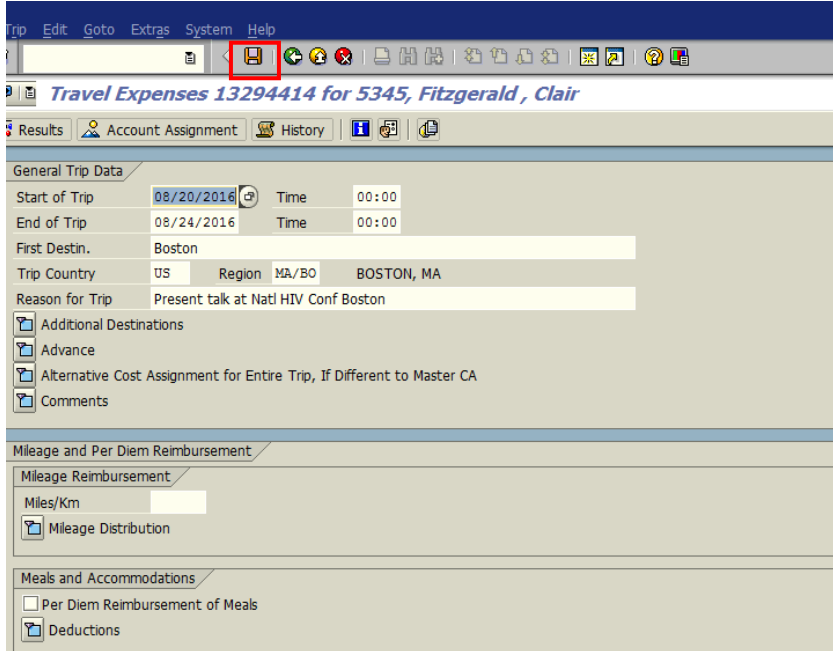 Trip Edit Goto Extras System Help
Travel Expenses 13294414 for 5345, Fitzgerald , Clair
Results Account Assignment History
General Trip Data
Start of Trip 08/20/2016 Time 00:00
End of Trip 08/24/2016 Time 00:00
First Destin. Boston
Trip Country US Region MA/BO BOSTON, MA
Reason for Trip Present talk at Natl HIV Conf Boston
Additional Destinations
Advance
Alternative Cost Assignment for Entire Trip, If Different to Master CA
Comments
Mileage and Per Diem Reimbursement
Mileage Reimbursement
Miles/Km
Mileage Distribution
Meals and Accommodations
Per Diem Reimbursement of Meals
Deductions